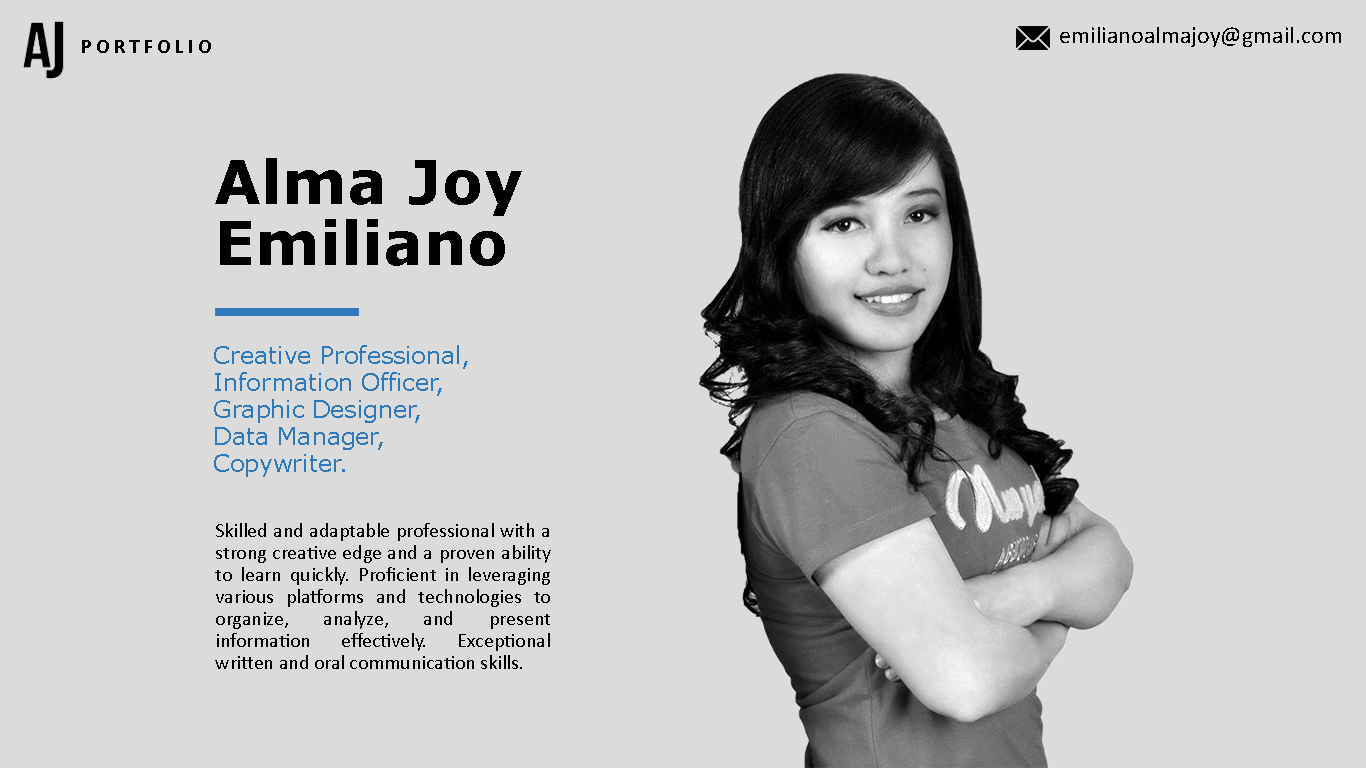 AJ PORTFOLIO
emilianoalmajoy@gmail.com
Alma Joy
Emiliano
Creative Professional,
Information Officer,
Graphic Designer,
Data Manager,
Copywriter.
Skilled and adaptable professional with a
strong creative edge and a proven ability
to learn quickly. Proficient in leveraging
various platforms and technologies to
organize, analyze, and present
information effectively. Exceptional
written and oral communication skills.